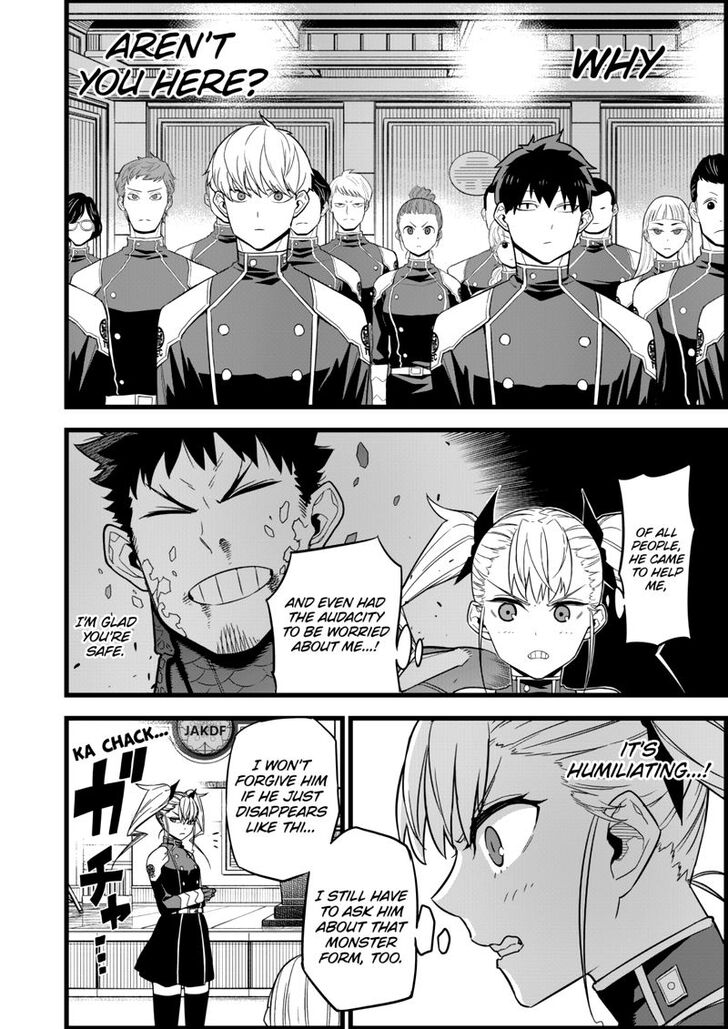 WHY
AREN'T
YOU HERE?
OF ALL
PEOPLE,
HE CAME
TO HELP
ME,
AND EVEN HAD
THE AUDACITY
TO BE WORRIED
ABOUT ME...!
I'M GLAD
YOU'RE
SAFE.
IT'S
HUMILIATING...!
I WON'T
FORGIVE HIM
IF HE JUST
DISAPPEARS
LIKE THI...
I STILL HAVE
TO ASK HIM
ABOUT THAT
MONSTER
FORM, TOO.
KA CHACK...
ガチャ…
JAKDF